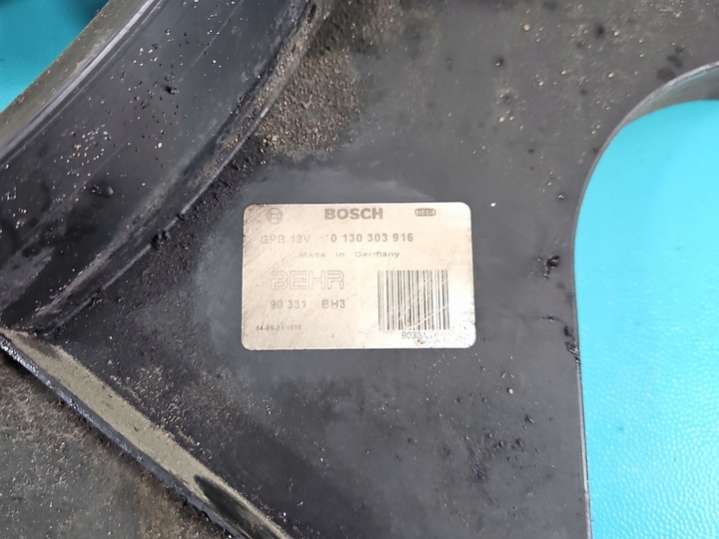 BOSCH
GPB 12V 0 130 303 916
Made in Germany
BEHR
90 331 BH3